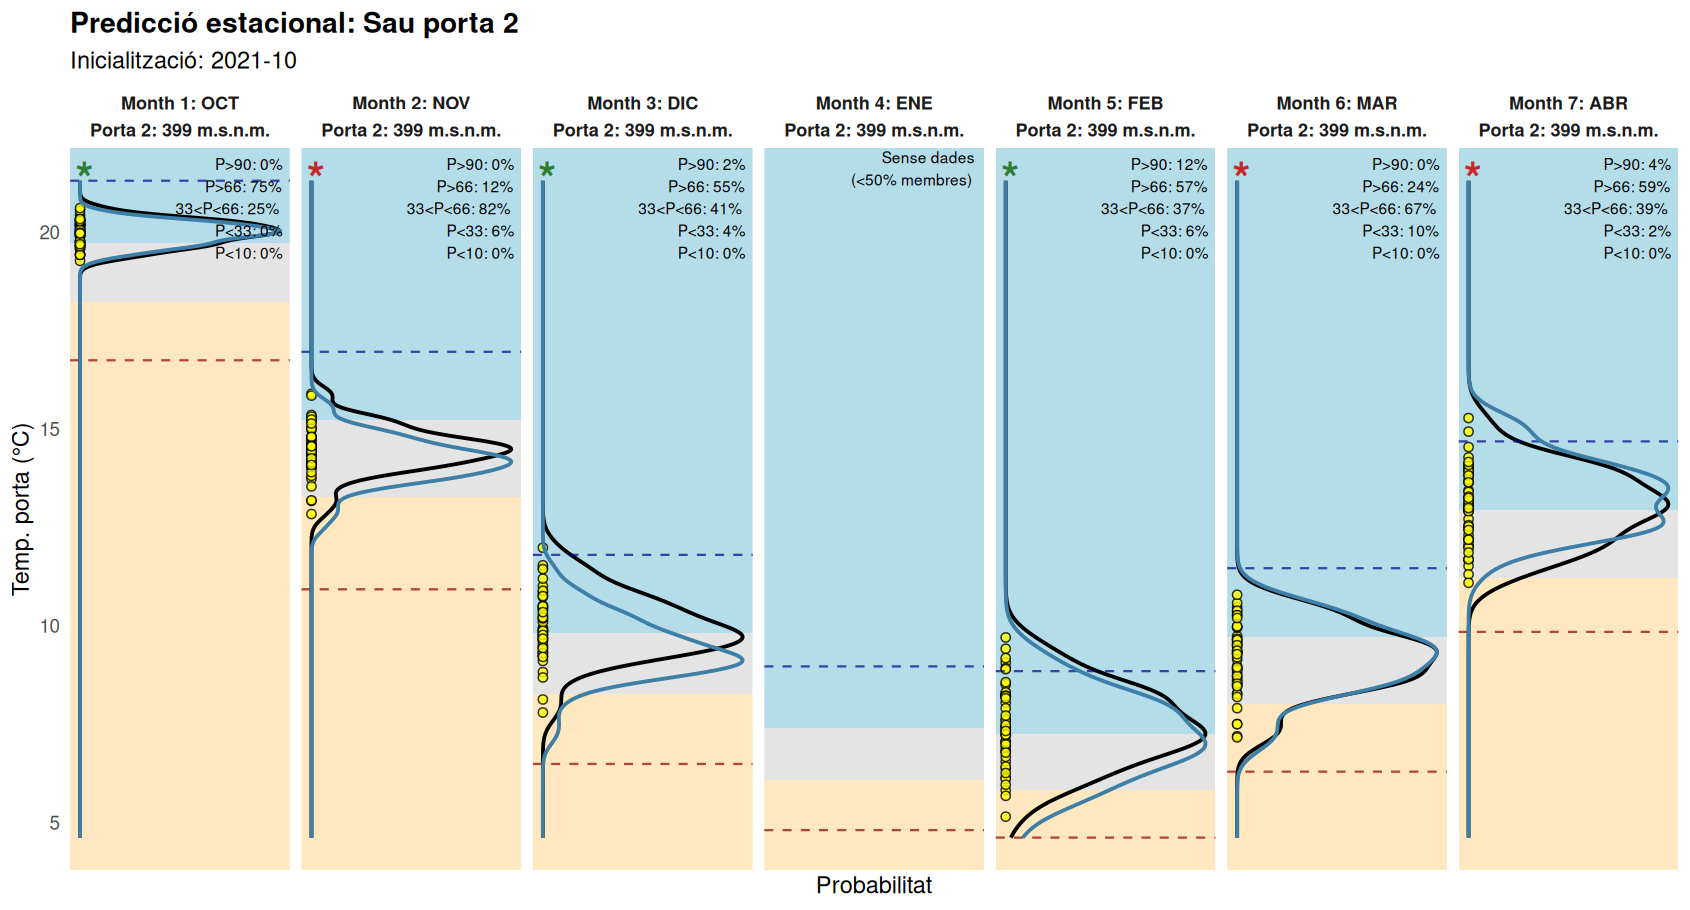 Predicció estacional: Sau porta 2
Inicialització: 2021-10
Month 1: OCT
Porta 2: 399 m.s.n.m.
Month 2: NOV
Porta 2: 399 m.s.n.m.
Month 3: DIC
Porta 2: 399 m.s.n.m.
Month 4: ENE
Porta 2: 399 m.s.n.m.
Month 5: FEB
Porta 2: 399 m.s.n.m.
Month 6: MAR
Porta 2: 399 m.s.n.m.
Month 7: ABR
Porta 2: 399 m.s.n.m.
*
P>90: 0%
P>66: 75%
33<P<66: 25%
P<33: 0%
P<10: 0%
*
P>90: 0%
P>66: 12%
33<P<66: 82%
P<33: 6%
P<10: 0%
*
P>90: 2%
P>66: 55%
33<P<66: 41%
P<33: 4%
P<10: 0%
Sense dades
(<50% membres)
*
P>90: 12%
P>66: 57%
33<P<66: 37%
P<33: 6%
P<10: 0%
*
P>90: 0%
P>66: 24%
33<P<66: 67%
P<33: 10%
P<10: 0%
*
P>90: 4%
P>66: 59%
33<P<66: 39%
P<33: 2%
P<10: 0%
Temp. porta (°C)
20
15
10
5
Probabilitat